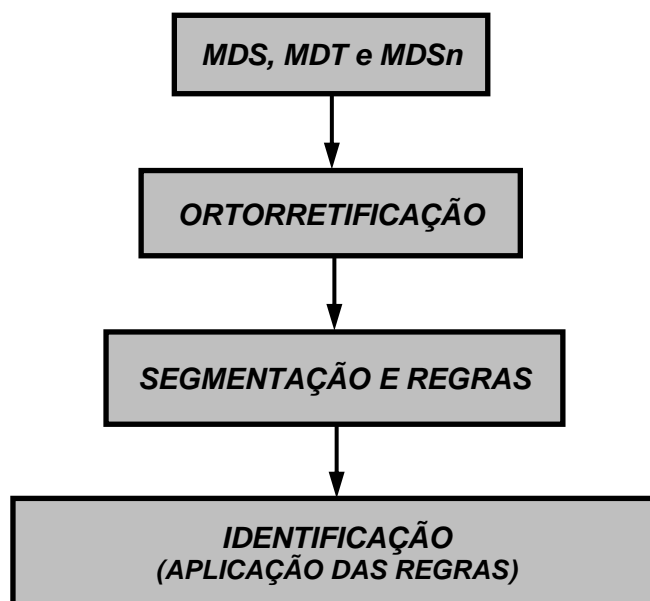 MDS, MDT e MDSn
ORTORRETIFICAÇÃO
SEGMENTAÇÃO E REGRAS
IDENTIFICAÇÃO
(APLICAÇÃO DAS REGRAS)